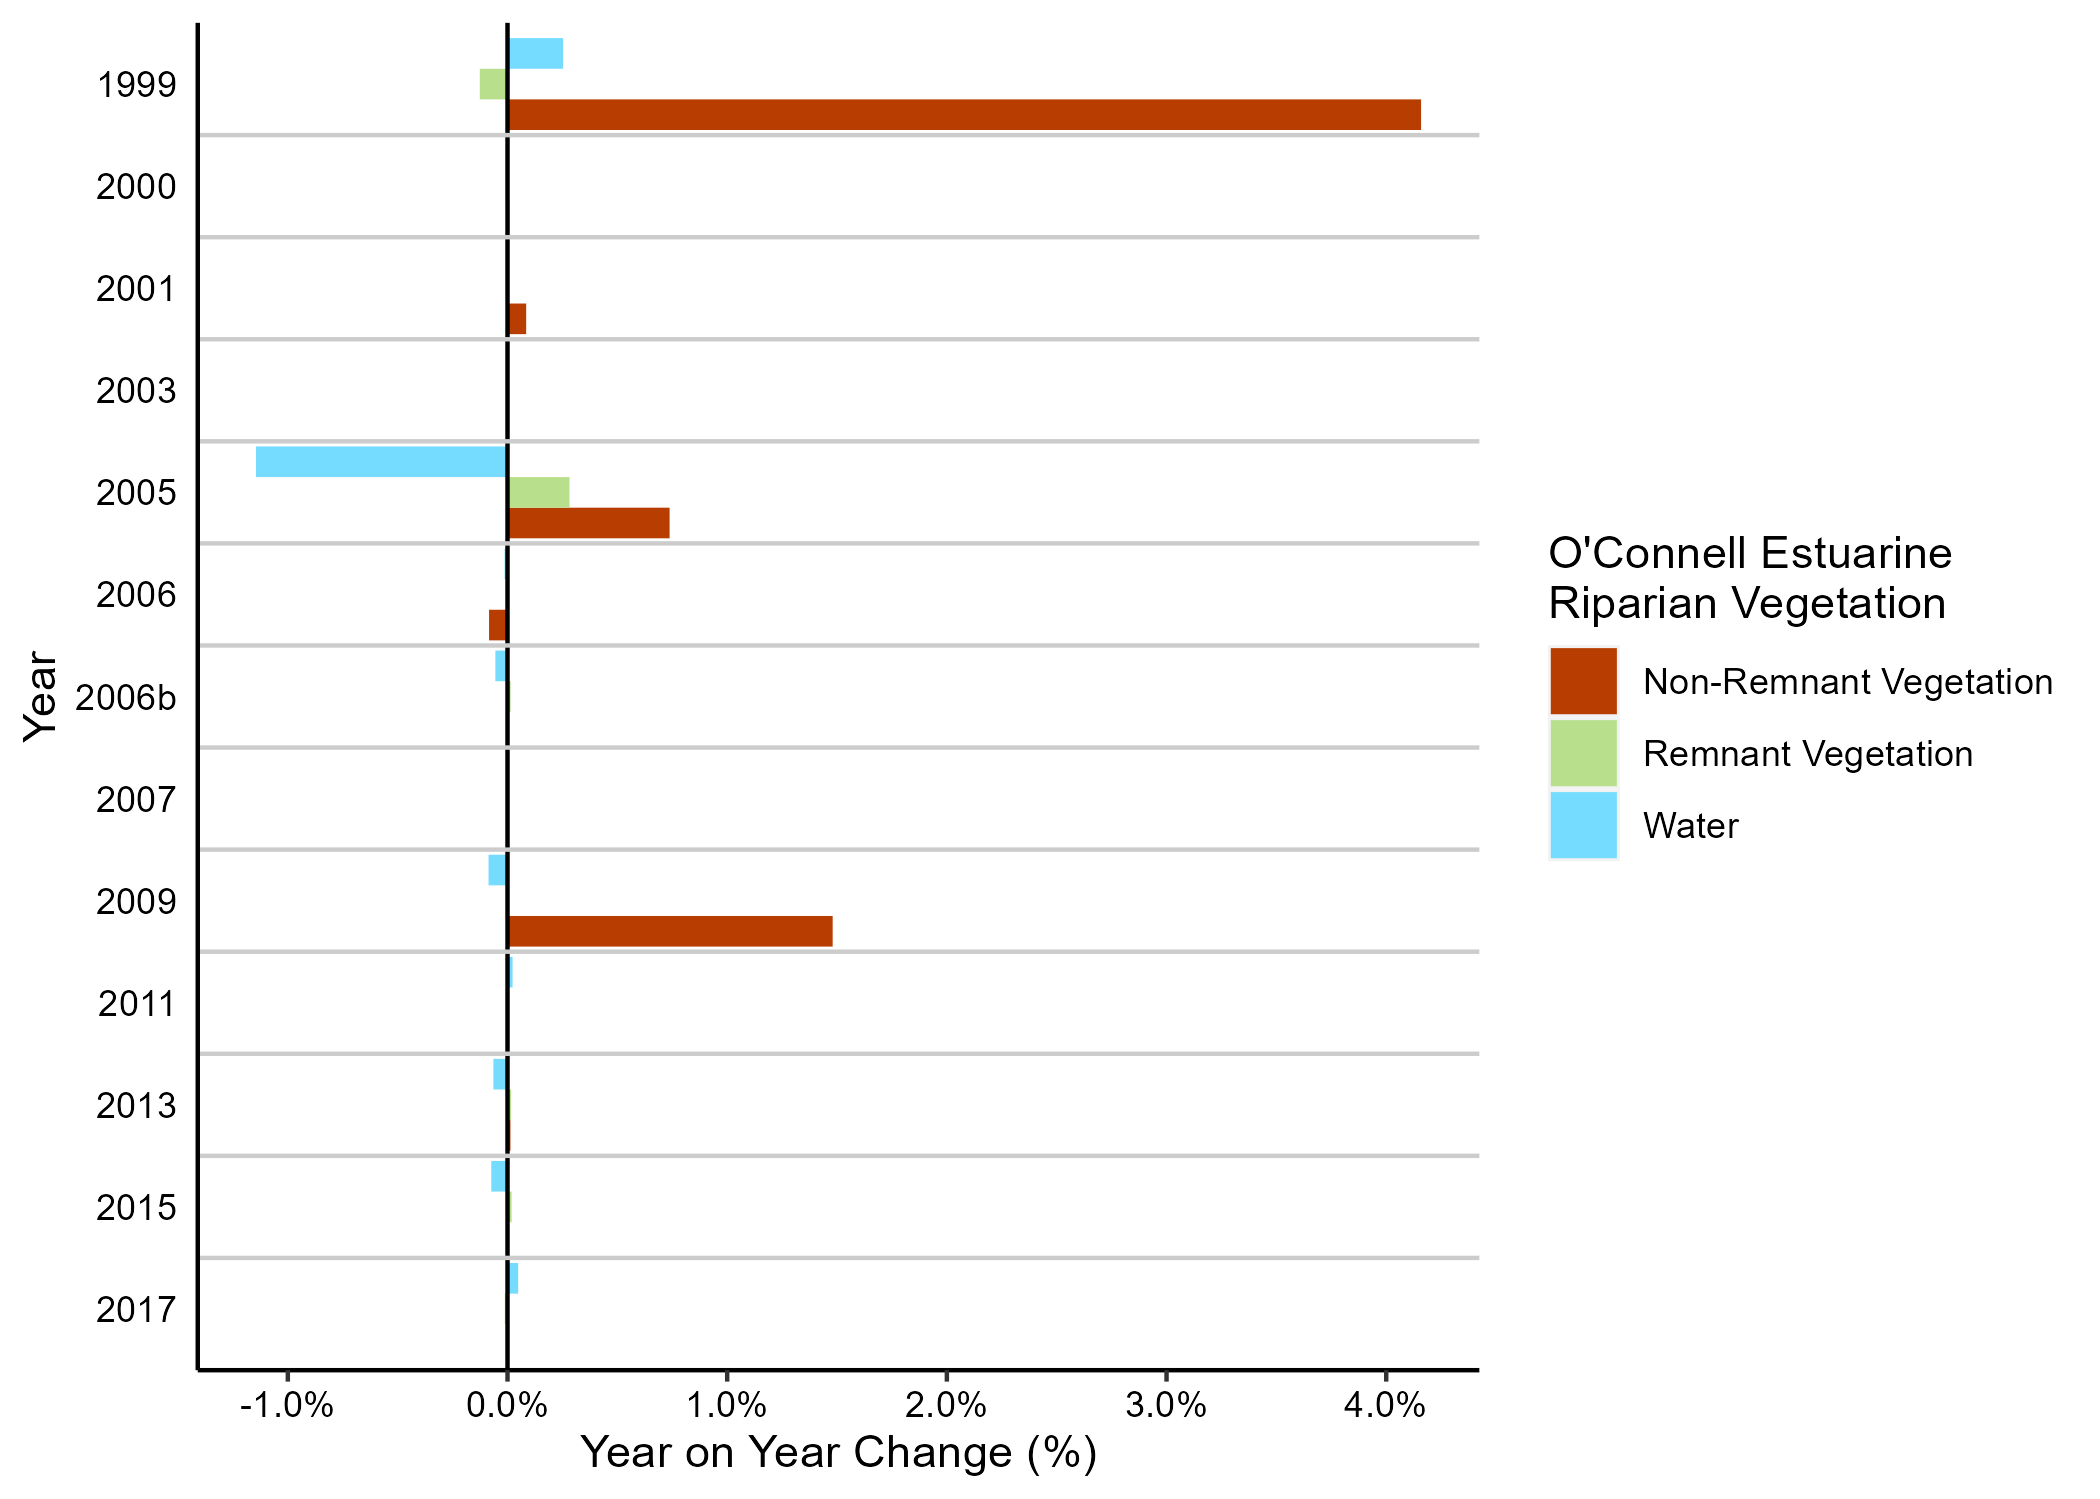 1999
2000
2001
2003
2005
2006
2006b
2007
2009
2011
2013
2015
2017
Year
-1.0%
0.0%
1.0%
2.0%
3.0%
4.0%
Year on Year Change (%)
O'Connell Estuarine
Riparian Vegetation
Non-Remnant Vegetation
Remnant Vegetation
Water